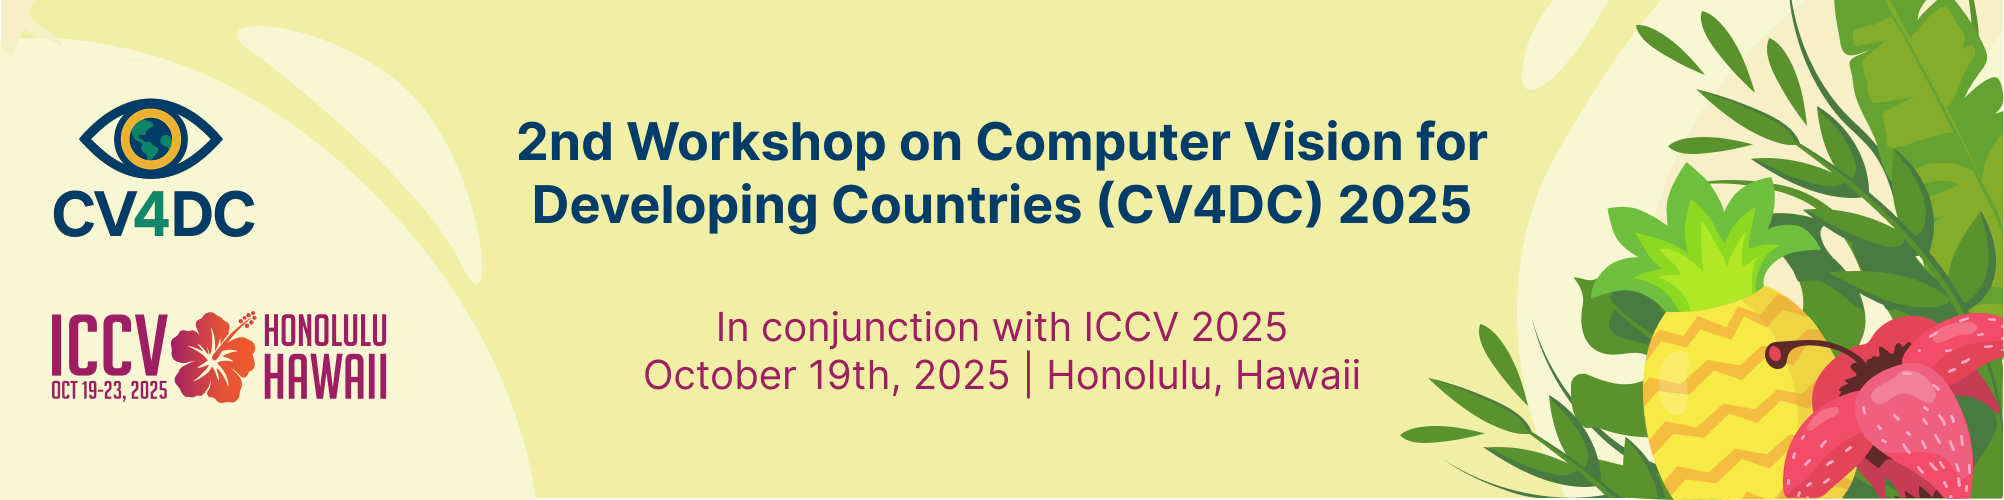 CV4DC
ICCV
OCT 19-23, 2025
HONOLULU
HAWAII
2nd Workshop on Computer Vision for
Developing Countries (CV4DC) 2025
In conjunction with ICCV 2025
October 19th, 2025 | Honolulu, Hawaii